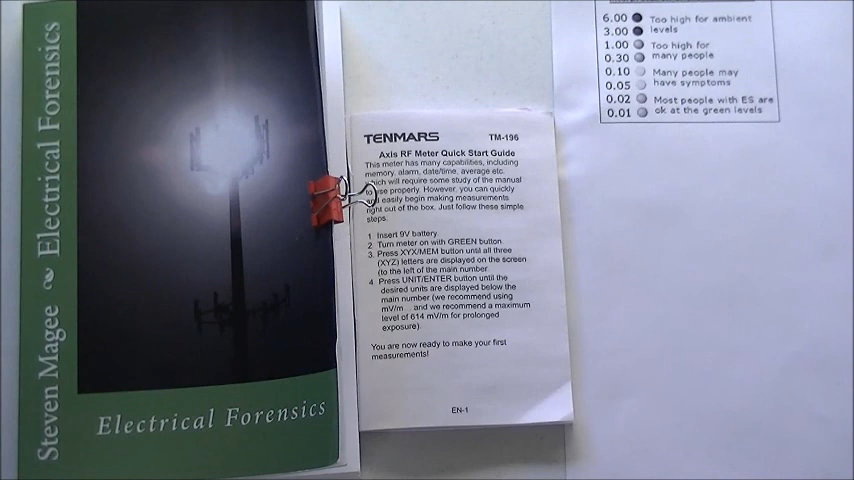 Steven Magee ~ Electrical Forensics
Electrical Forensics
TENMARS TM-196
Axis RF Meter Quick Start Guide
This meter has many capabilities, including
memory, alarm, date/time, average etc.
which will require some study of the manual
to use properly. However, you can quickly
easily begin making measurements
right out of the box. Just follow these simple
steps.
1 Insert 9V battery
2 Turn meter on with GREEN button
3 Press XYX/MEM button until all three
(XYZ) letters are displayed on the screen
(to the left of the main number
4 Press UNIT/ENTER button until the
desired units are displayed below the
main number (we recommend using
mV/m and we recommend a maximum
level of 614 mV/m for prolonged
exposure)
You are now ready to make your first
measurements!
EN-1
6.00 Too high for ambient
3.00 levels
1.00 Too high for
0.30 many people
0.10 Many people may
0.05 have symptoms
0.02 Most people with ES are
0.01 ok at the green levels